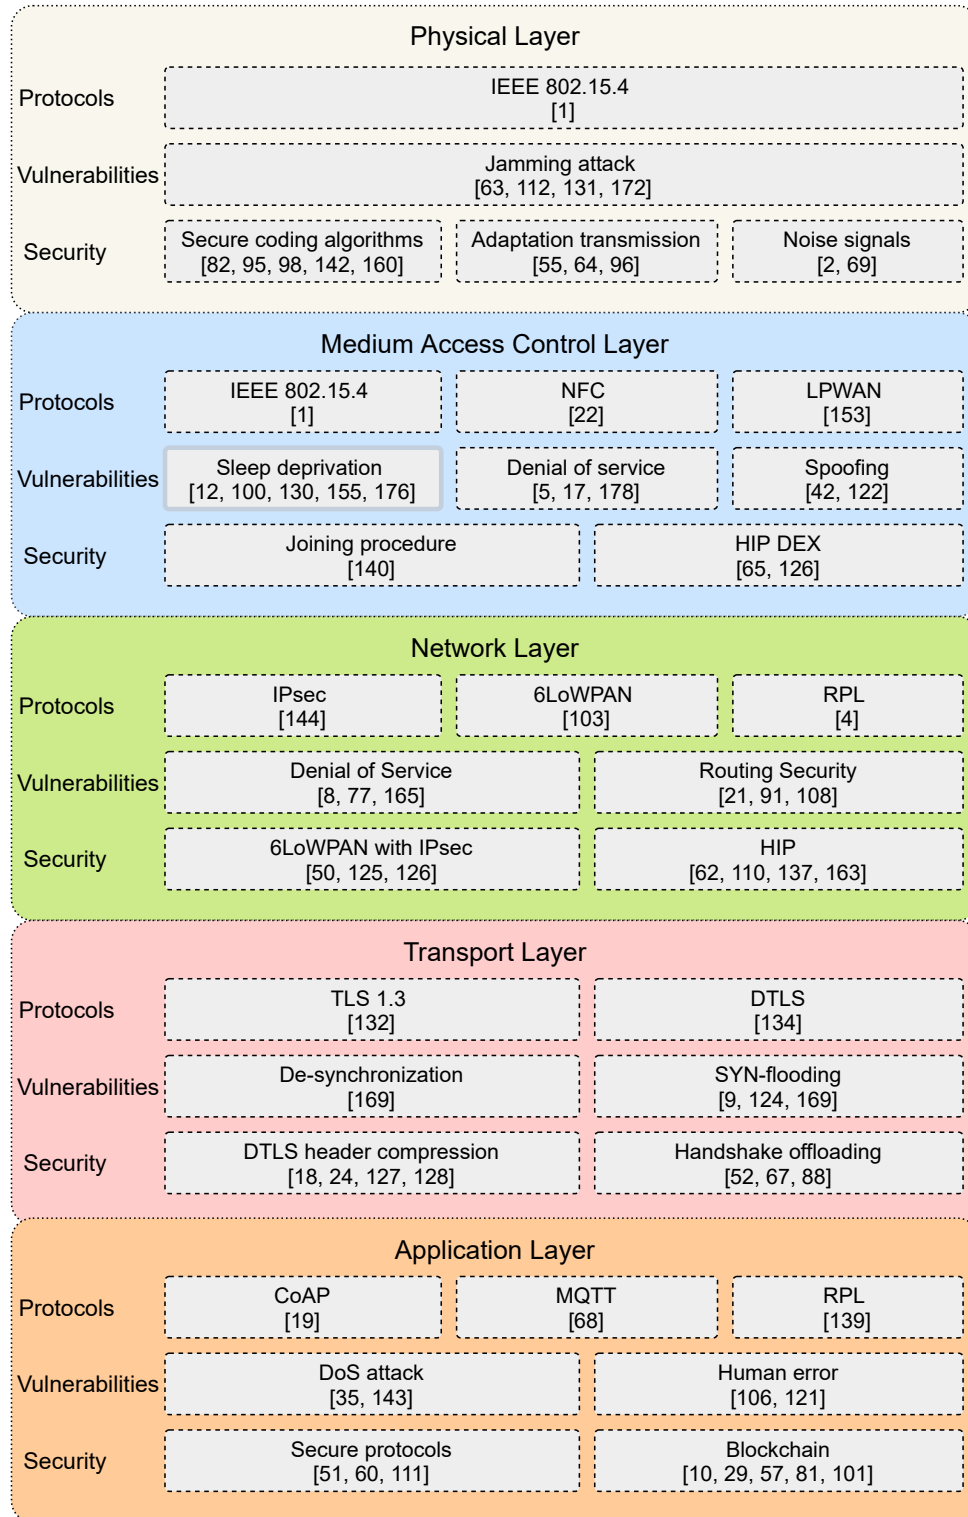 Physical Layer
Protocols
IEEE 802.15.4
[1]
Vulnerabilities
Jamming attack
[63, 112, 131, 172]
Security
Secure coding algorithms
[82, 95, 98, 142, 160]
Adaptation transmission
[55, 64, 96]
Noise signals
[2, 69]
Medium Access Control Layer
Protocols
IEEE 802.15.4
[1]
NFC
[22]
LPWAN
[153]
Vulnerabilities
Sleep deprivation
[12, 100, 130, 155, 176]
Denial of service
[5, 17, 178]
Spoofing
[42, 122]
Security
Joining procedure
[140]
HIP DEX
[65, 126]
Network Layer
Protocols
IPsec
[144]
6LoWPAN
[103]
RPL
[4]
Vulnerabilities
Denial of Service
[8, 77, 165]
Routing Security
[21, 91, 108]
Security
6LoWPAN with IPsec
[50, 125, 126]
HIP
[62, 110, 137, 163]
Transport Layer
Protocols
TLS 1.3
[132]
DTLS
[134]
Vulnerabilities
De-synchronization
[169]
SYN-flooding
[9, 124, 169]
Security
DTLS header compression
[18, 24, 127, 128]
Handshake offloading
[52, 67, 88]
Application Layer
Protocols
CoAP
[19]
MQTT
[68]
RPL
[139]
Vulnerabilities
DoS attack
[35, 143]
Human error
[106, 121]
Security
Secure protocols
[51, 60, 111]
Blockchain
[10, 29, 57, 81, 101]